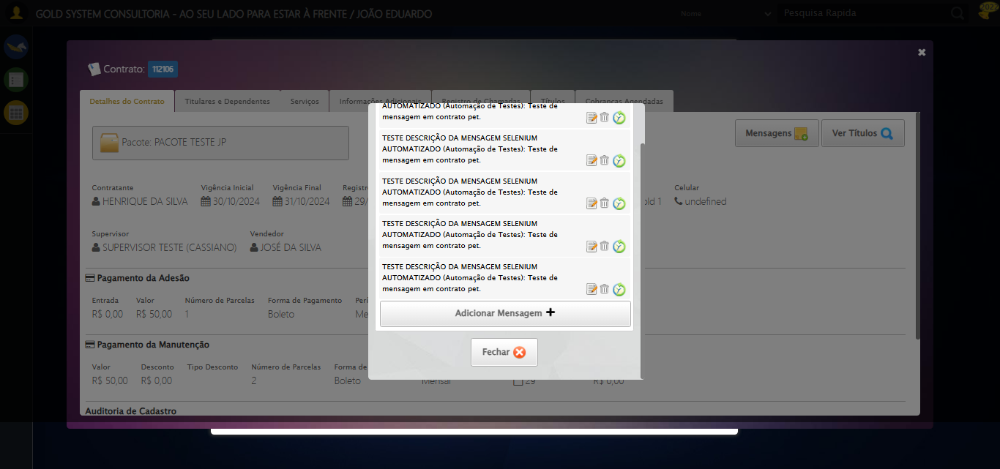 GOLD SYSTEM CONSULTORIA - AO SEU LADO PARA ESTAR À FRENTE / JOÃO EDUARDO
Nome
Pesquisa Rapida
2022
Contrato: 112106
Detalhes do Contrato
Titulares e Dependentes
Serviços
Informações Adicionais
Registro de Chamadas
Títulos
Cobranças Agendadas
Pacote: PACOTE TESTE JP
Mensagens
Ver Títulos
Contratante
Vigência Inicial
Vigência Final
Registro
Celular
HENRIQUE DA SILVA
30/10/2024
31/10/2024
29/
old 1
undefined
Supervisor
Vendedor
SUPERVISOR TESTE (CASSIANO)
JOSÉ DA SILVA
Pagamento da Adesão
Entrada
Valor
Número de Parcelas
Forma de Pagamento
Perí
R$ 0,00
R$ 50,00
1
Boleto
Me
Pagamento da Manutenção
Valor
Desconto
Tipo Desconto
Número de Parcelas
Forma de
R$ 50,00
R$ 0,00
2
Boleto
Mensal
29
R$ 0,00
Auditoria de Cadastro
AUTOMATIZADO (Automação de Testes): Teste de
mensagem em contrato pet.
TESTE DESCRIÇÃO DA MENSAGEM SELENIUM
AUTOMATIZADO (Automação de Testes): Teste de
mensagem em contrato pet.
TESTE DESCRIÇÃO DA MENSAGEM SELENIUM
AUTOMATIZADO (Automação de Testes): Teste de
mensagem em contrato pet.
TESTE DESCRIÇÃO DA MENSAGEM SELENIUM
AUTOMATIZADO (Automação de Testes): Teste de
mensagem em contrato pet.
TESTE DESCRIÇÃO DA MENSAGEM SELENIUM
AUTOMATIZADO (Automação de Testes): Teste de
mensagem em contrato pet.
Adicionar Mensagem
Fechar